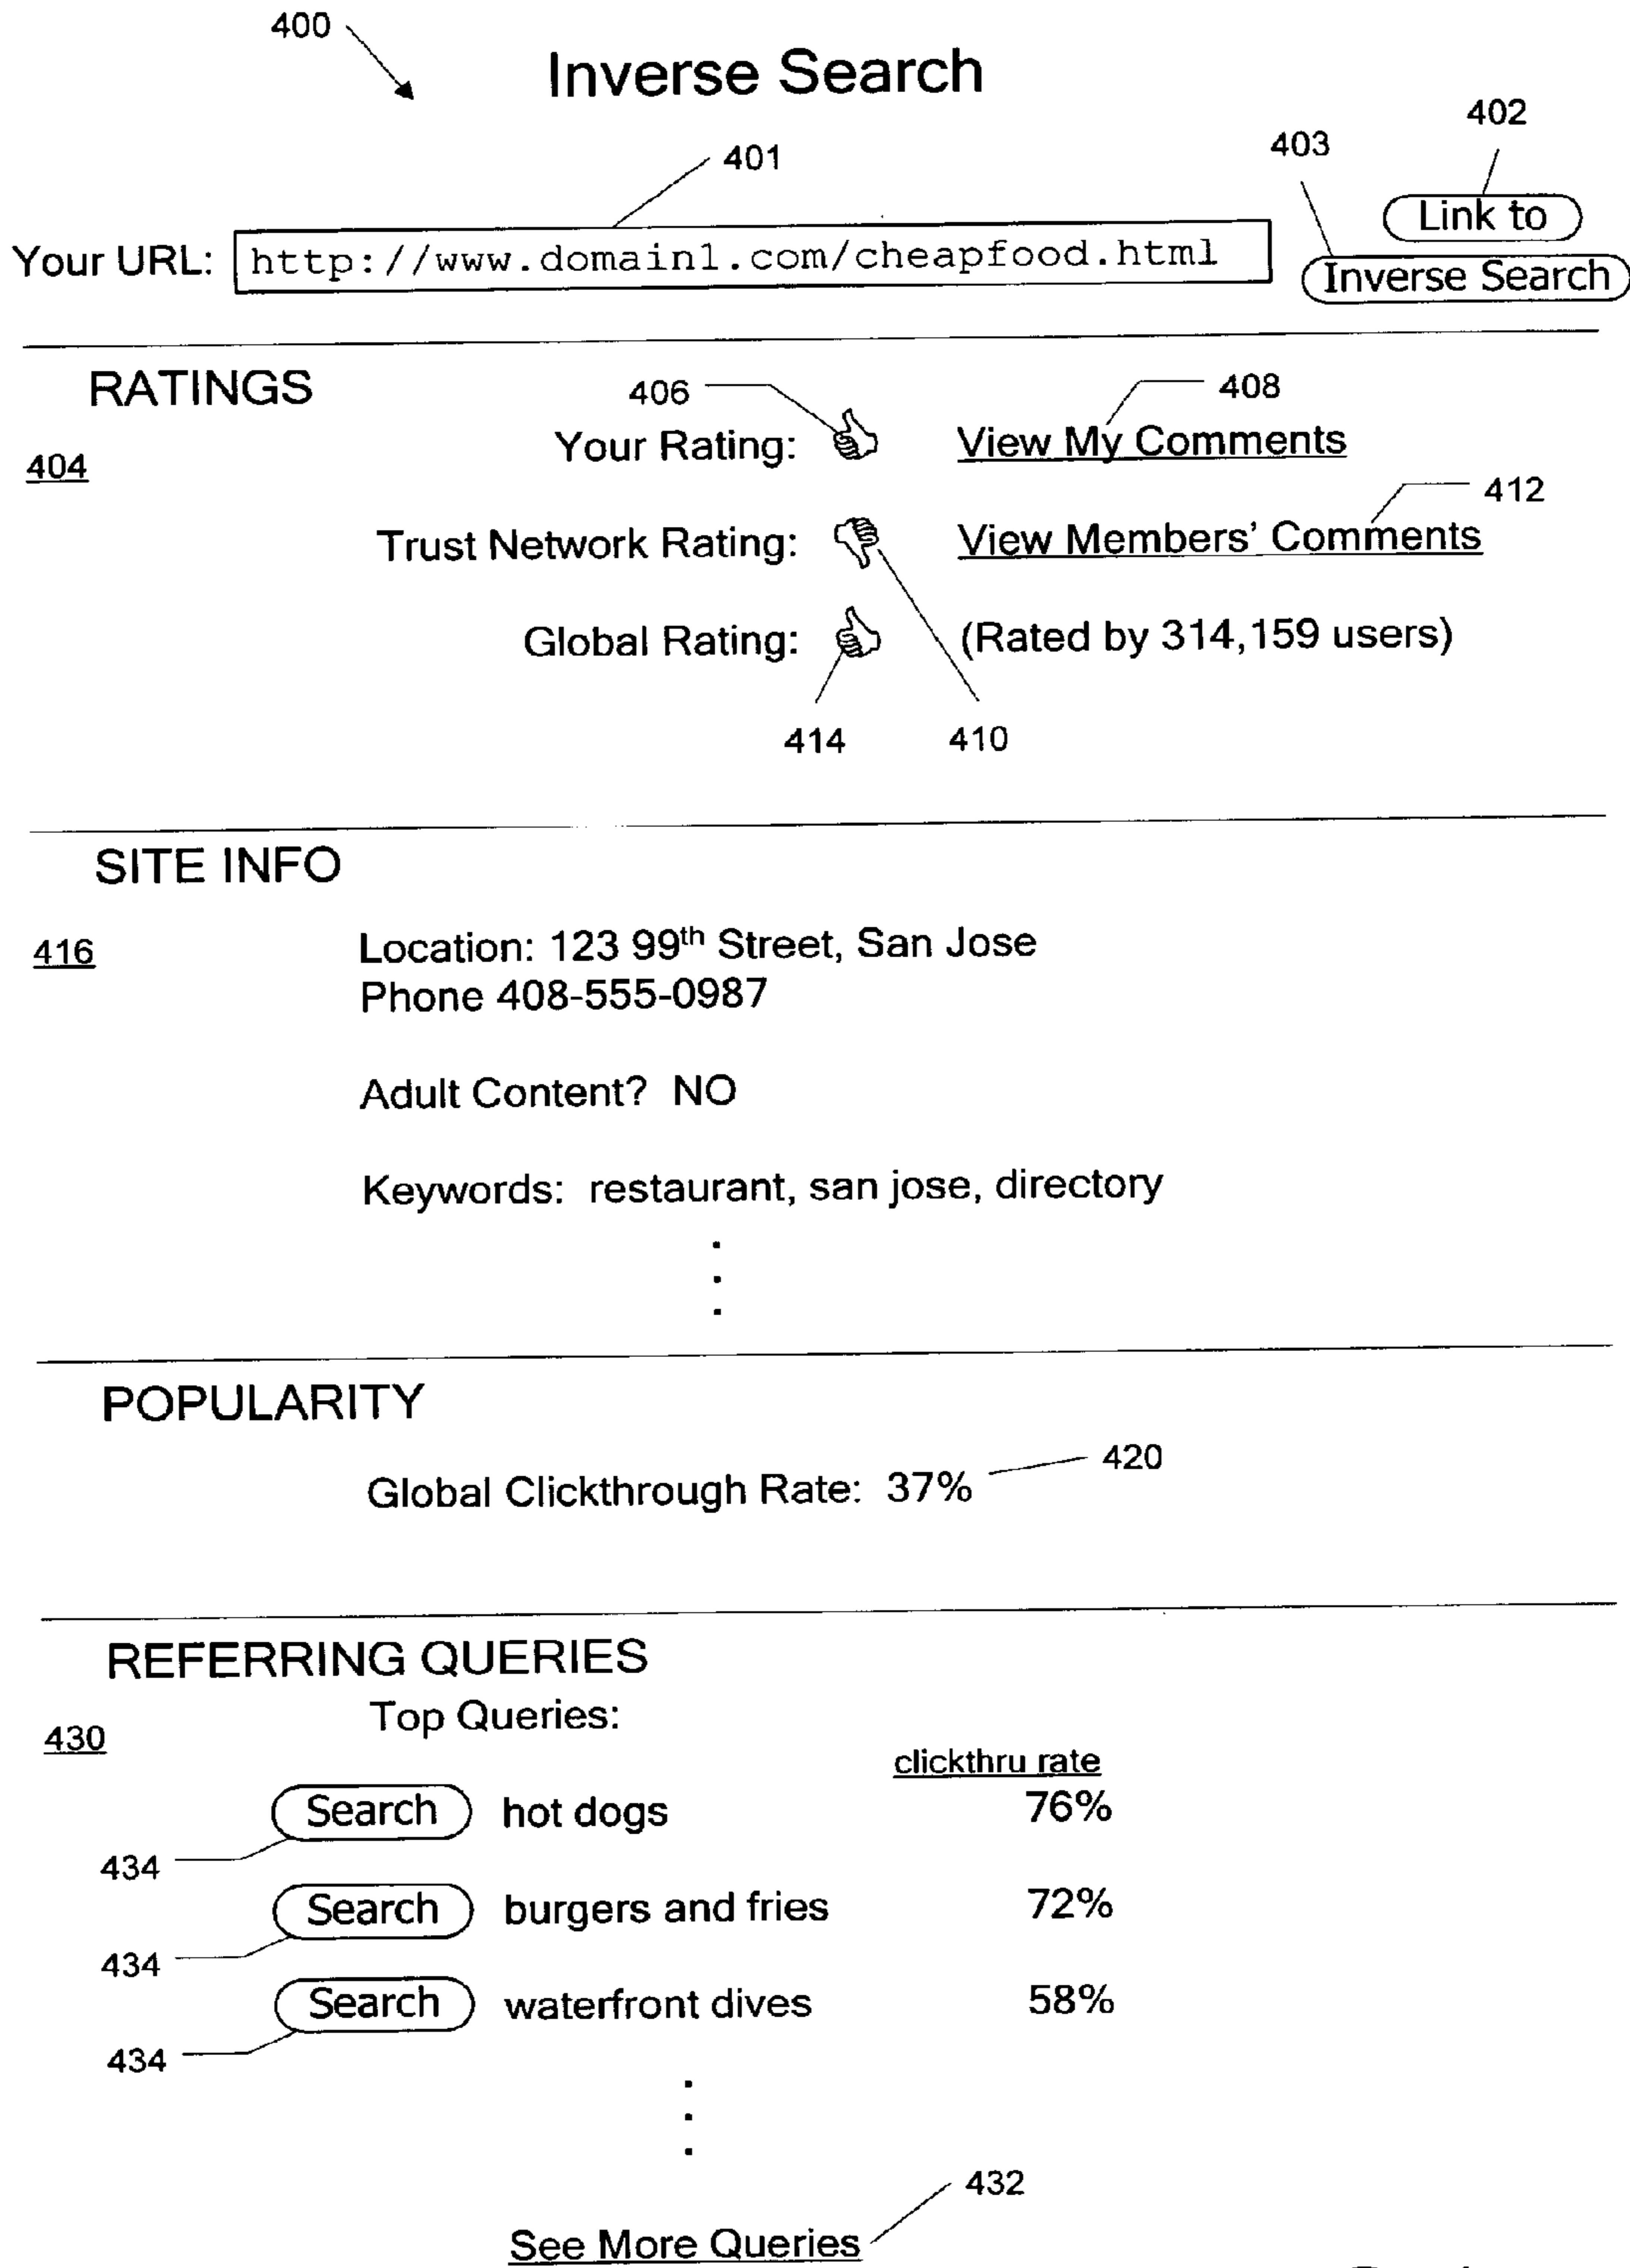 400
Inverse Search
402
403
401
Link to
Your URL: http://www.domain1.com/cheapfood.html
Inverse Search
RATINGS
406
408
Your Rating: View My Comments
404
412
Trust Network Rating: View Members' Comments
Global Rating: (Rated by 314,159 users)
414 410
SITE INFO
416
Location: 123 99th Street, San Jose
Phone 408-555-0987
Adult Content? NO
Keywords: restaurant, san jose, directory
POPULARITY
420
Global Clickthrough Rate: 37%
REFERRING QUERIES
Top Queries:
430
clickthru rate
Search hot dogs 76%
434
Search burgers and fries 72%
434
Search waterfront dives 58%
434
432
See More Queries